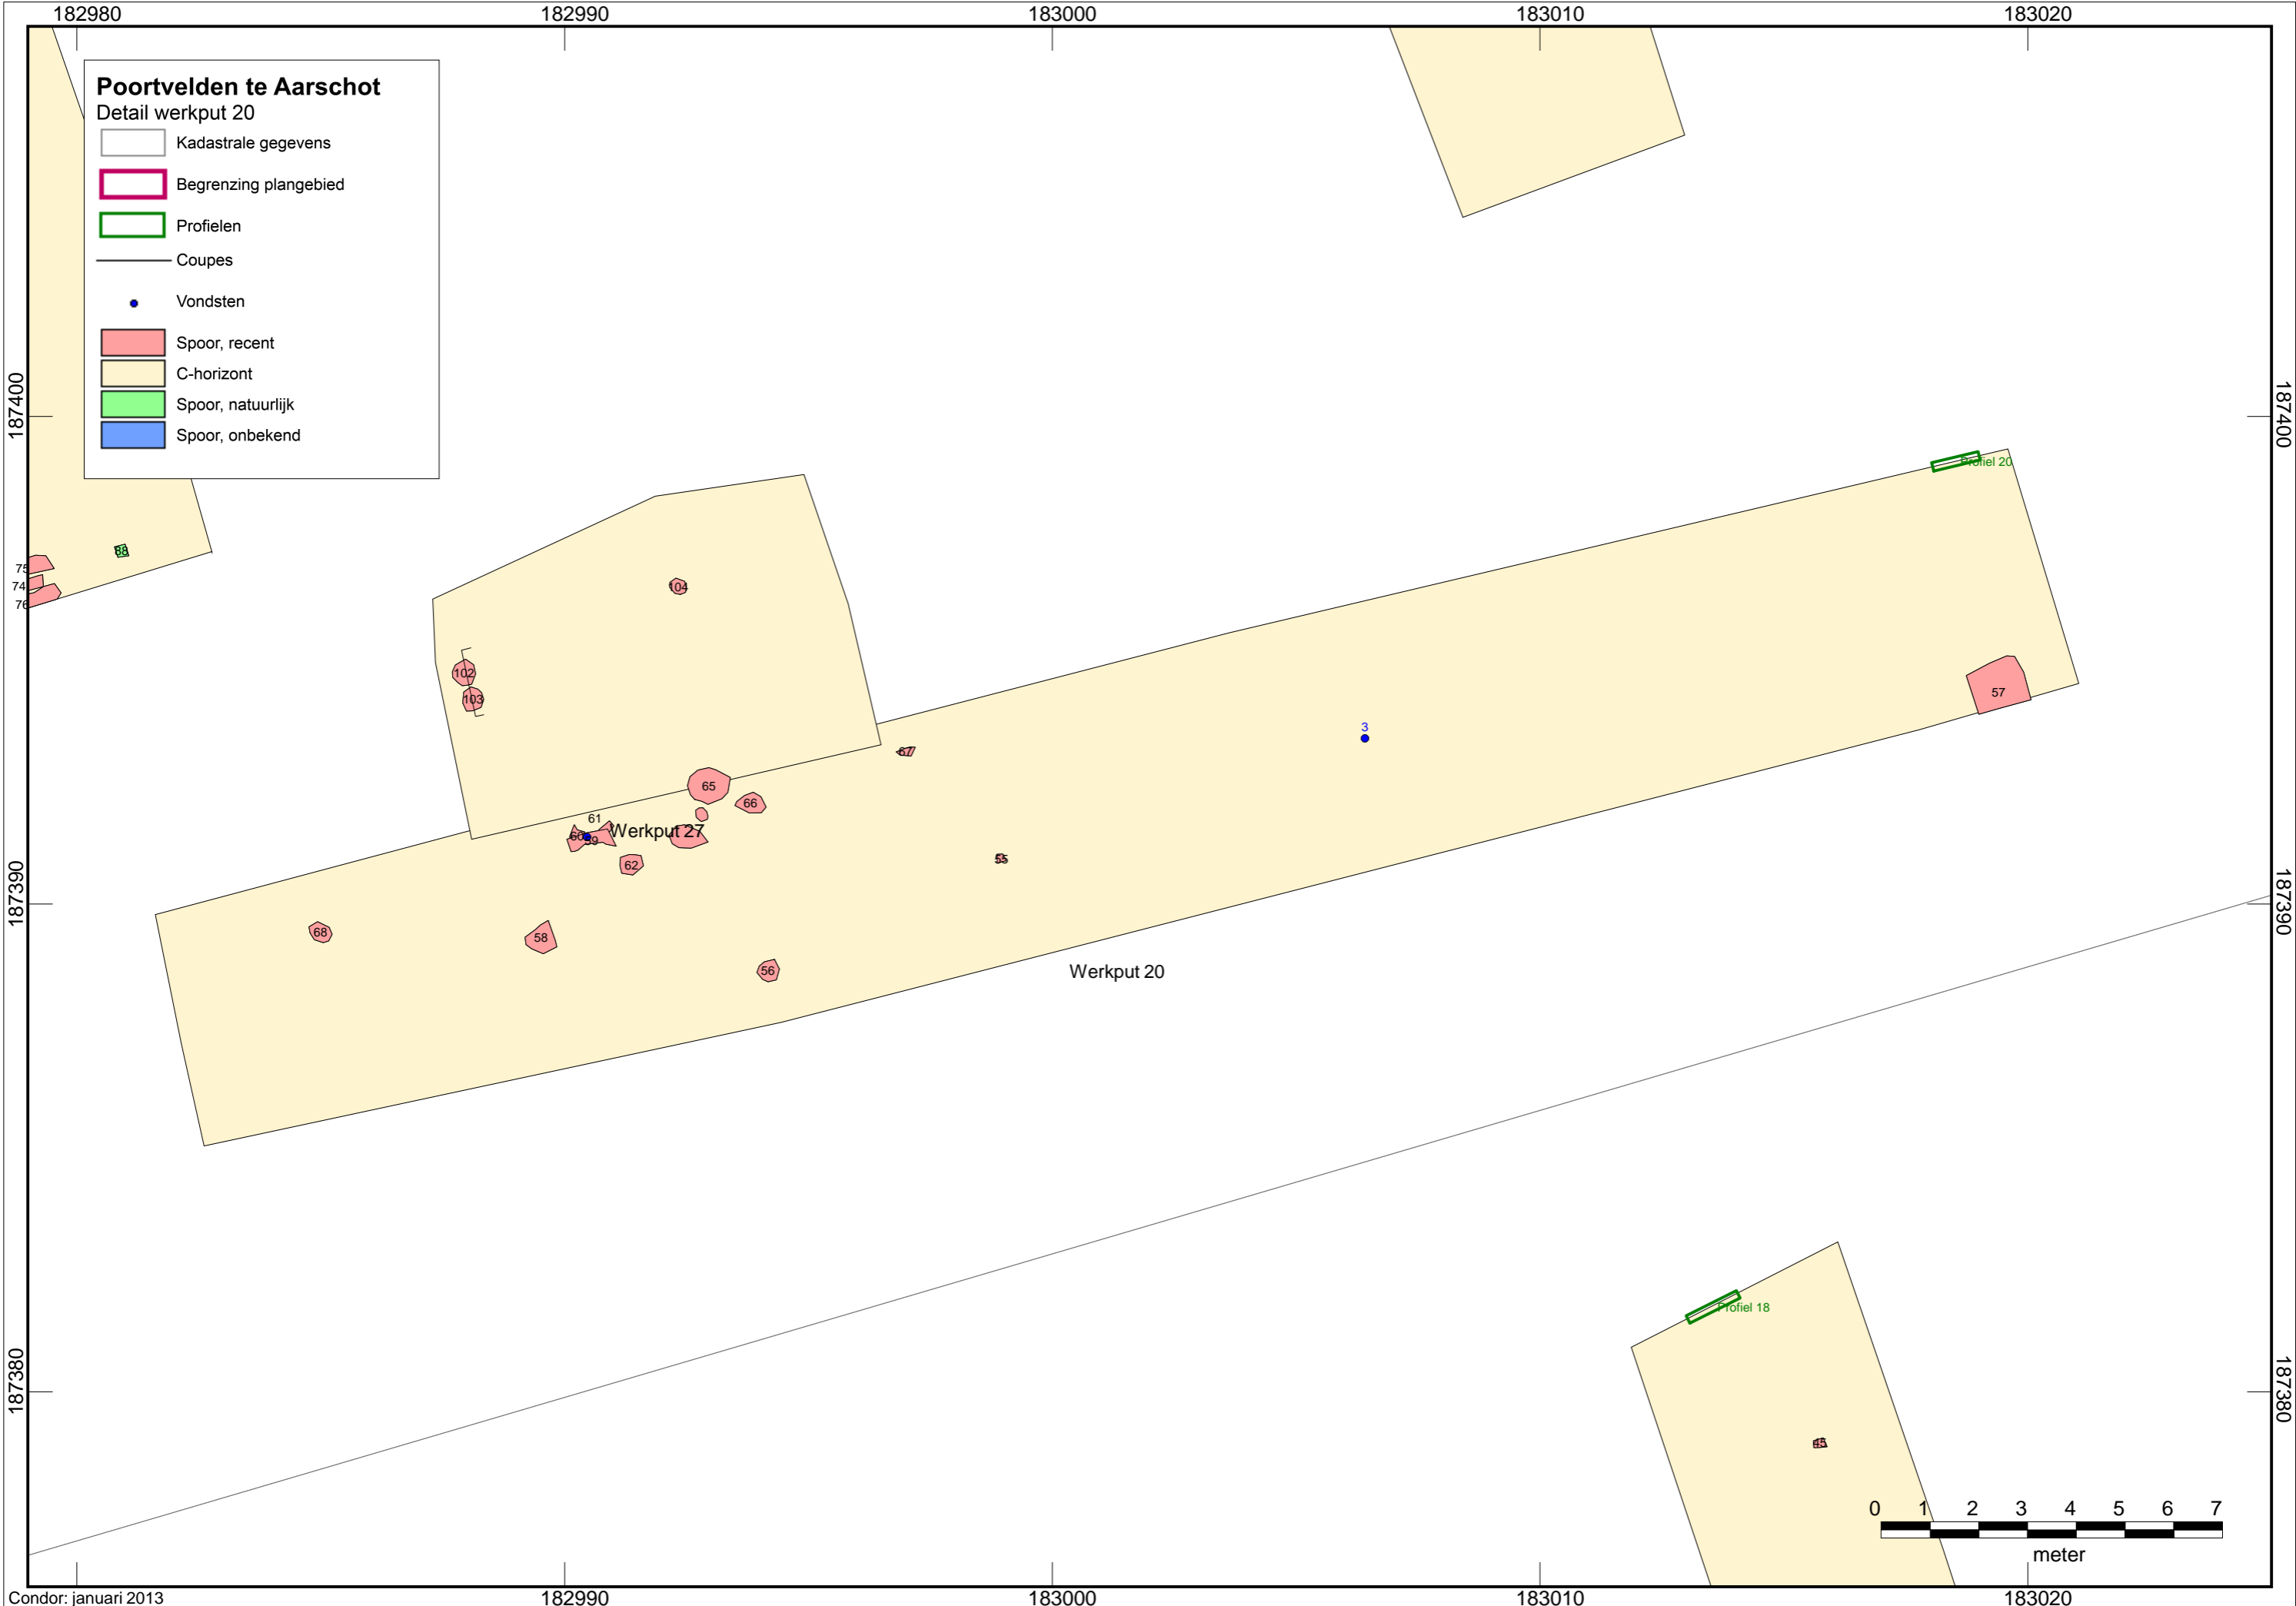 182980
182990
183000
183010
183020
Poortvelden te Aarschot
Detail werkput 20
Kadastrale gegevens
Begrenzing plangebied
Profielen
Coupes
Vondsten
Spoor, recent
C-horizont
Spoor, natuurlijk
Spoor, onbekend
187400
187400
Profiel 20
88
75
74
76
104
102
103
57
3
67
65
66
61
Werkput 27
60
59
62
55
187390
187390
68
58
56
Werkput 20
Profiel 18
187380
187380
45
0 1 2 3 4 5 6 7
meter
Condor: januari 2013
182990
183000
183010
183020